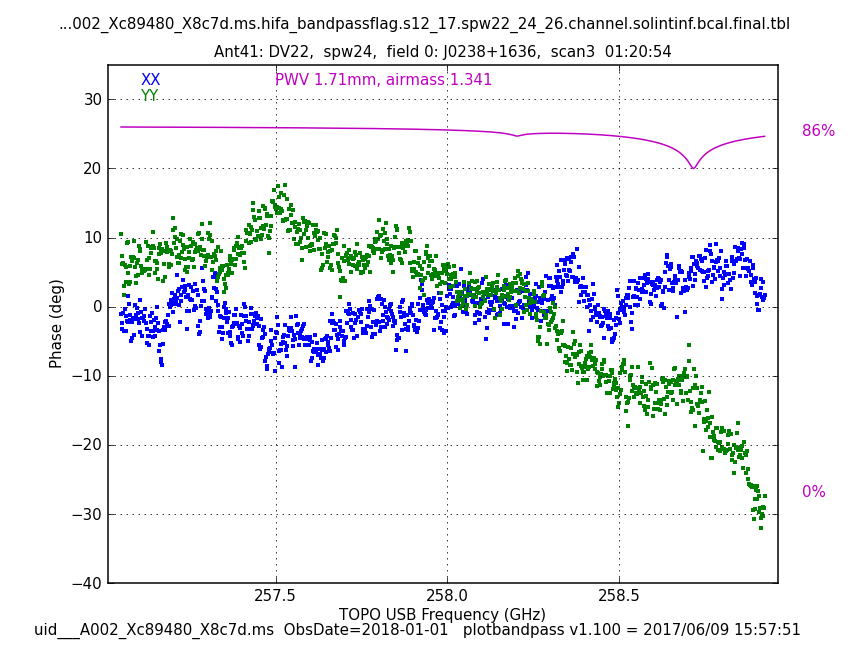 ...002_Xc89480_X8c7d.ms.hifa_bandpassflag.s12_17.spw22_24_26.channel.solintinf.bcal.final.tbl
Ant41: DV22,  spw24,  field 0: J0238+1636,  scan3  01:20:54
XX
PWV 1.71mm, airmass 1.341
YY
30
86%
20
10
0
Phase (deg)
−10
−20
−30
0%
−40
257.5
258.0
258.5
TOPO USB Frequency (GHz)
uid___A002_Xc89480_X8c7d.ms  ObsDate=2018-01-01   plotbandpass v1.100 = 2017/06/09 15:57:51